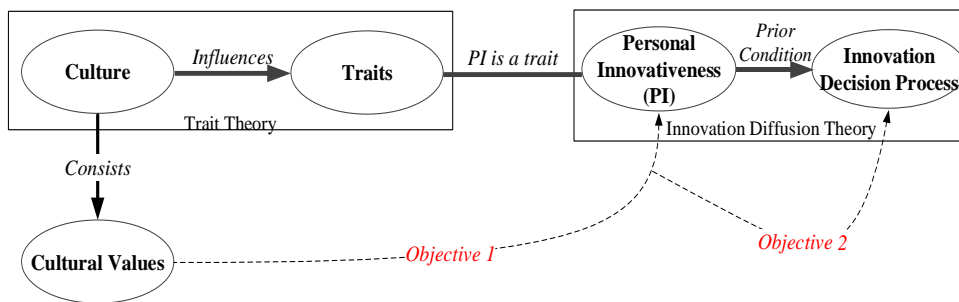 Culture
Influences
Traits
PI is a trait
Personal
Innovativeness
(PI)
Prior
Condition
Innovation
Decision Process
Trait Theory
Innovation Diffusion Theory
Consists
Cultural Values
Objective 1
Objective 2